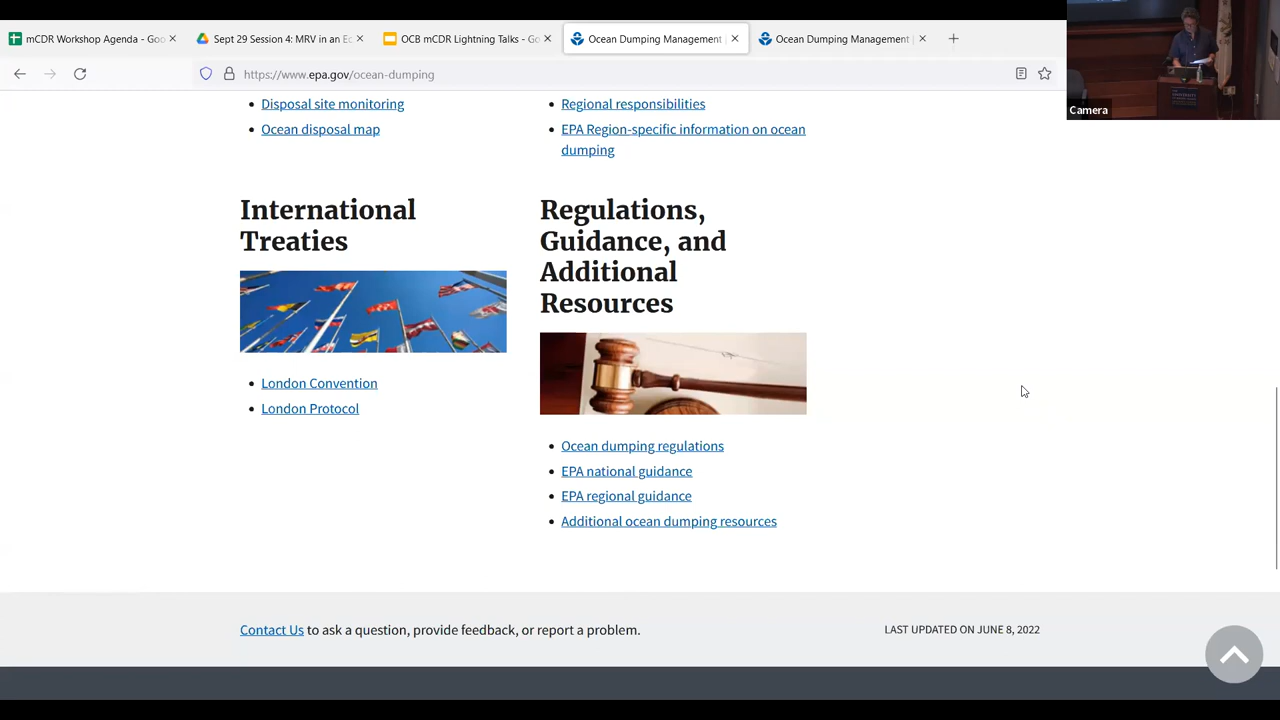 mCDR Workshop Agenda - Goo
Sept 29 Session 4: MRV in an Ec
OCB mCDR Lightning Talks - Go
Ocean Dumping Management
Ocean Dumping Management
https://www.epa.gov/ocean-dumping
Camera
Disposal site monitoring
Ocean disposal map
Regional responsibilities
EPA Region-specific information on ocean
dumping
International
Treaties
London Convention
London Protocol
Regulations,
Guidance, and
Additional
Resources
Ocean dumping regulations
EPA national guidance
EPA regional guidance
Additional ocean dumping resources
Contact Us to ask a question, provide feedback, or report a problem.
LAST UPDATED ON JUNE 8, 2022